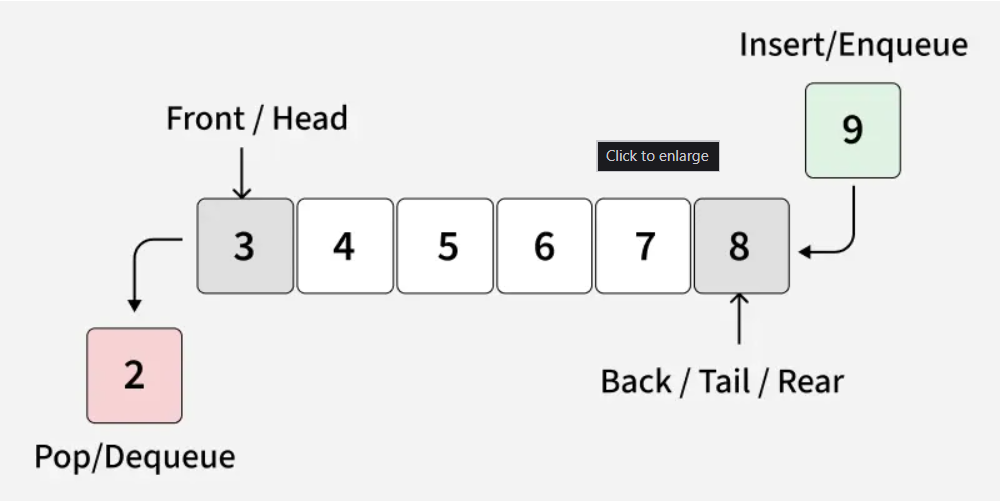 Insert/Enqueue
9
Front / Head
Click to enlarge
3 4 5 6 7 8
2
Back / Tail / Rear
Pop/Dequeue